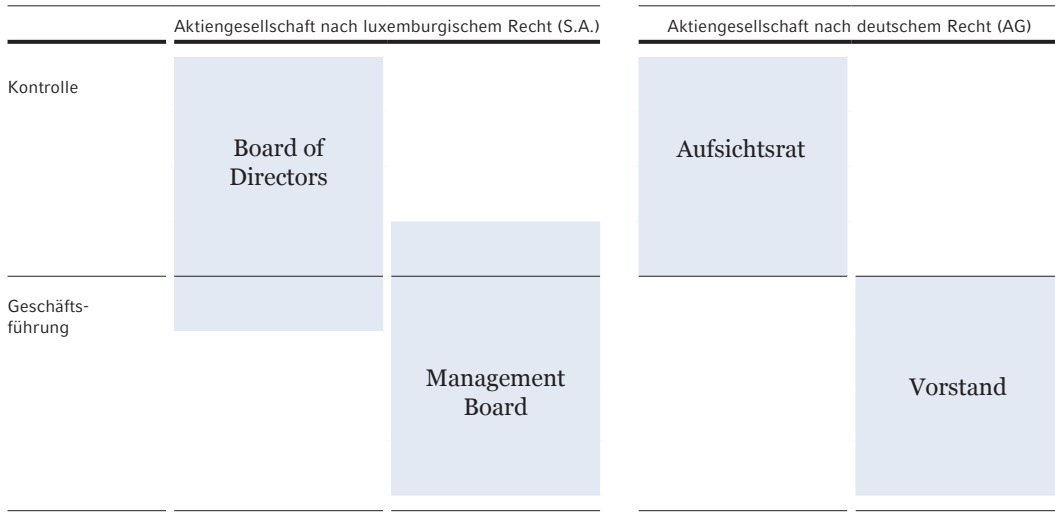 Aktiengesellschaft nach luxemburgischem Recht (S.A.)
Aktiengesellschaft nach deutschem Recht (AG)
Kontrolle
Board of
Directors
Aufsichtsrat
Geschäfts-
führung
Management
Board
Vorstand